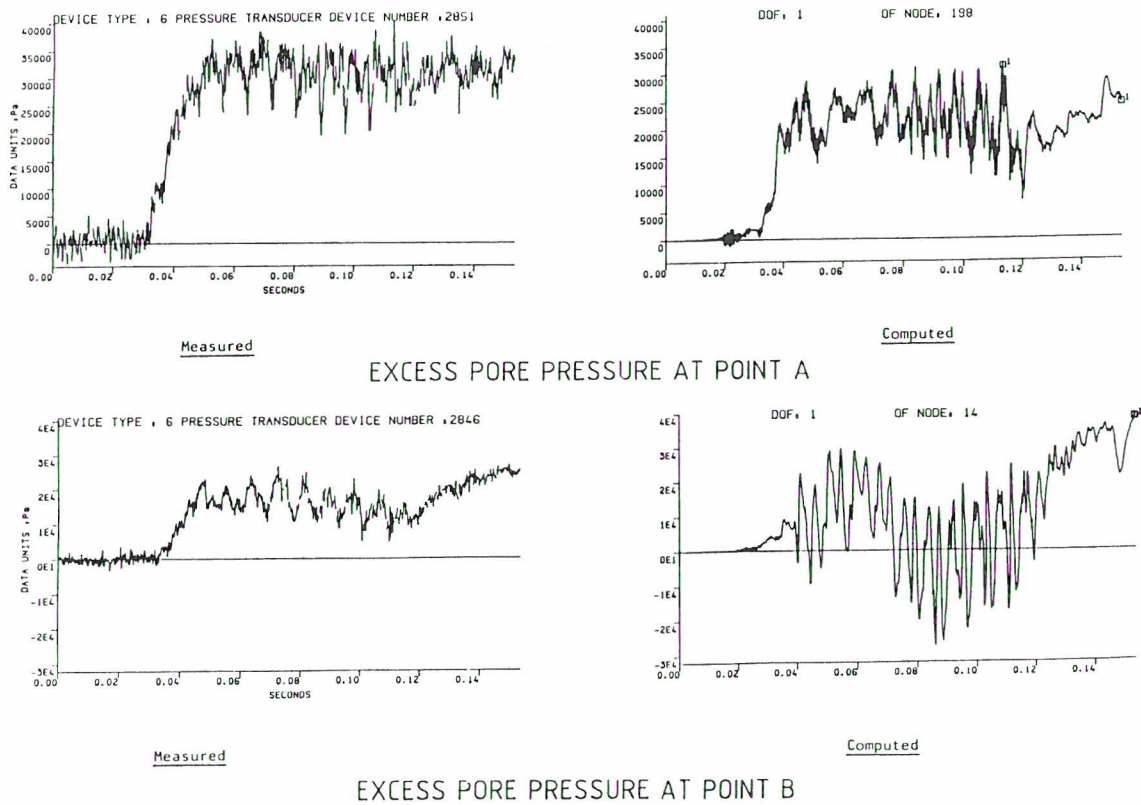 DEVICE TYPE : 6 PRESSURE TRANSDUCER DEVICE NUMBER :2851
40000
35000
30000
25000
20000
15000
10000
5000
0
DATA UNITS ,Pa
0.00 0.02 0.04 0.06 0.08 0.10 0.12 0.14
SECONDS
Measured
DOF: 1 OF NODE: 198
40000
35000
30000
25000
20000
15000
10000
5000
0
1
1
0.00 0.02 0.04 0.06 0.08 0.10 0.12 0.14
Computed
EXCESS PORE PRESSURE AT POINT A
DEVICE TYPE : 6 PRESSURE TRANSDUCER DEVICE NUMBER :2846
4E4
3E4
2E4
1E4
0E1
-1E4
-2E4
-3E4
DATA UNITS ,Pa
0.00 0.02 0.04 0.06 0.08 0.10 0.12 0.14
SECONDS
Measured
DOF: 1 OF NODE: 14
4E4
3E4
2E4
1E4
0E1
-1E4
-2E4
-3E4
0.00 0.02 0.04 0.06 0.08 0.10 0.12 0.14
Computed
EXCESS PORE PRESSURE AT POINT B